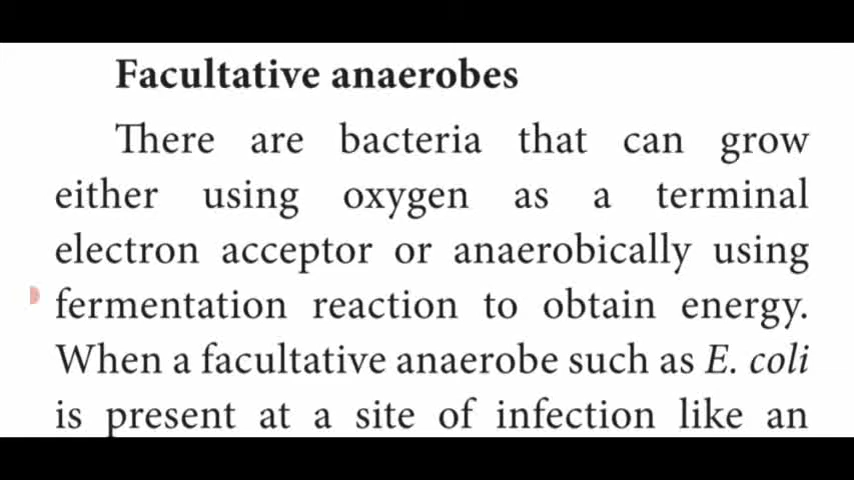 Facultative anaerobes
There are bacteria that can grow
either using oxygen as a terminal
electron acceptor or anaerobically using
fermentation reaction to obtain energy.
When a facultative anaerobe such as E. coli
is present at a site of infection like an